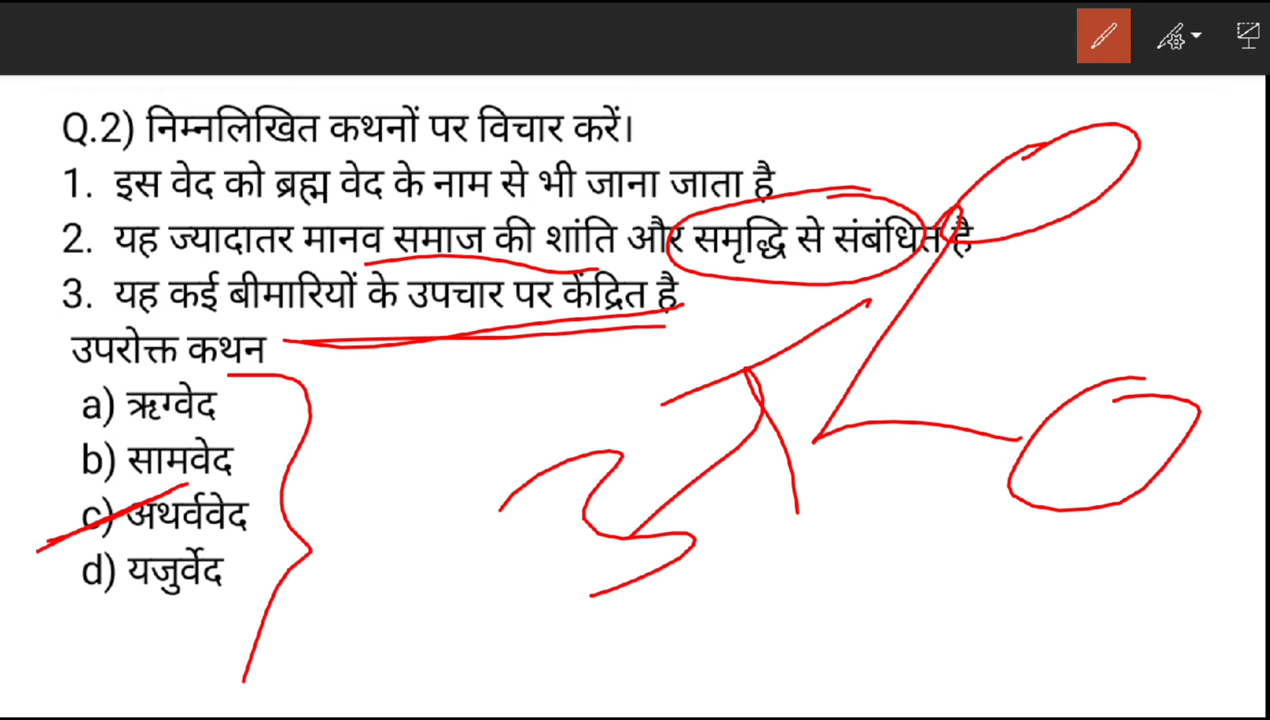 Q.2) निम्नलिखित कथनों पर विचार करें।
1. इस वेद को ब्रह्म वेद के नाम से भी जाना जाता है
2. यह ज्यादातर मानव समाज की शांति और समृद्धि से संबंधित है
3. यह कई बीमारियों के उपचार पर केंद्रित है.
उपरोक्त कथन
a) ऋग्वेद
b) सामवेद
c) अथर्ववेद
d) यजुर्वेद